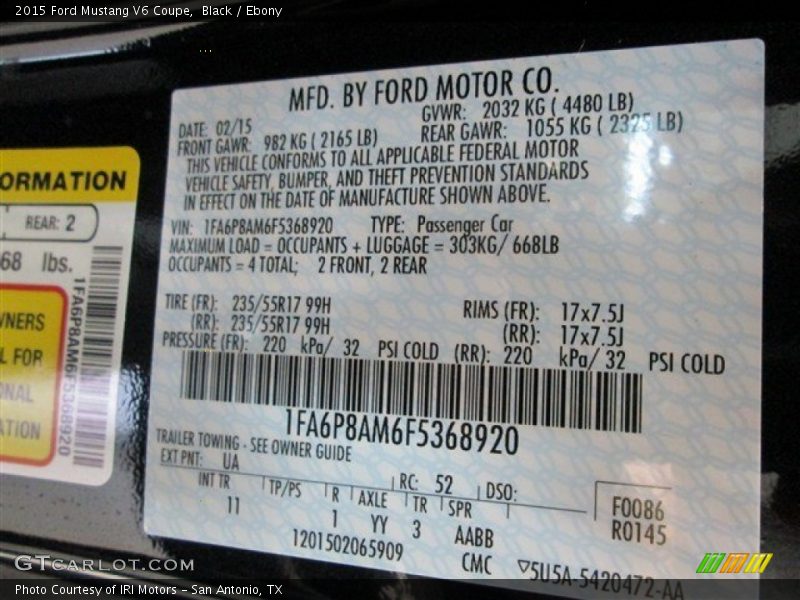 2015 Ford Mustang V6 Coupe, Black / Ebony
MFD. BY FORD MOTOR CO.
DATE: 02/15 GVWR: 2032 KG ( 4480 LB)
FRONT GAWR: 982 KG ( 2165 LB) REAR GAWR: 1055 KG ( 2325 LB)
THIS VEHICLE CONFORMS TO ALL APPLICABLE FEDERAL MOTOR
VEHICLE SAFETY, BUMPER, AND THEFT PREVENTION STANDARDS
IN EFFECT ON THE DATE OF MANUFACTURE SHOWN ABOVE.
VIN: 1FA6P8AM6F5368920 TYPE: Passenger Car
MAXIMUM LOAD = OCCUPANTS + LUGGAGE = 303KG/ 668LB
OCCUPANTS = 4 TOTAL; 2 FRONT, 2 REAR
TIRE (FR): 235/55R17 99H RIMS (FR): 17x7.5J
(RR): 235/55R17 99H (RR): 17x7.5J
PRESSURE (FR): 220 kPa/ 32 PSI COLD (RR): 220 kPa/ 32 PSI COLD
1FA6P8AM6F5368920
TRAILER TOWING - SEE OWNER GUIDE
EXT PNT: UA RC: 52 DSO:
INT TR TP/PS R AXLE TR SPR
11 1 YY 3 AABB
F0086
R0145
1201502065909 CMC
▽5U5A-5420472-AA
ORMATION
REAR: 2
68 lbs.
WNERS
L FOR
ONAL
ATION
1FA6P8AM6F5368920
GTCARLOT.COM
Photo Courtesy of IRI Motors – San Antonio, TX